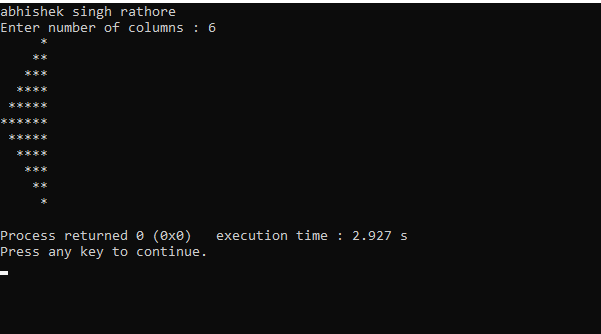 abhishek singh rathore
Enter number of columns : 6
     *
    **
   ***
  ****
 *****
******
 *****
  ****
   ***
    **
     *
Process returned 0 (0x0)   execution time : 2.927 s
Press any key to continue.